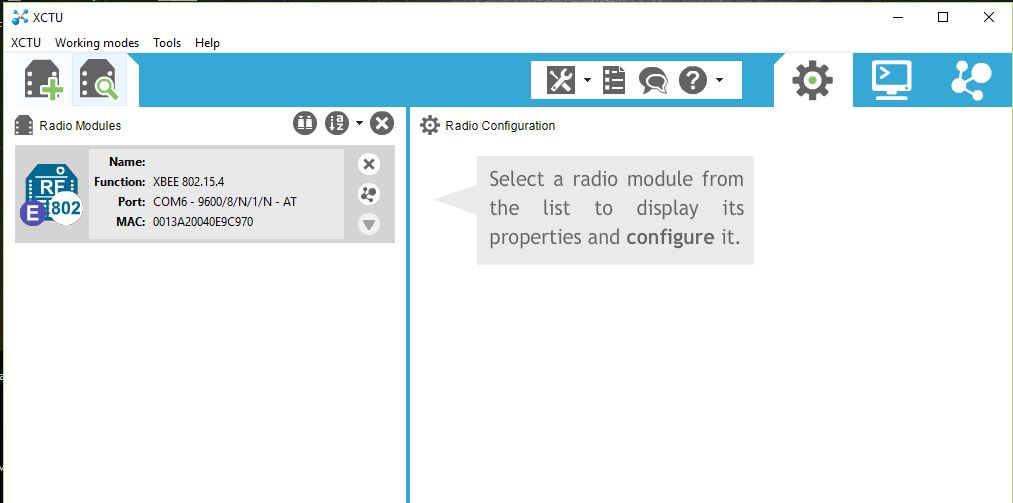 XCTU
XCTU Working modes Tools Help
Radio Modules
Radio Configuration
Name:
Function: XBEE 802.15.4
Port: COM6 - 9600/8/N/1/N - AT
MAC: 0013A20040E9C970
RF
802
E
Select a radio module from
the list to display its
properties and configure it.